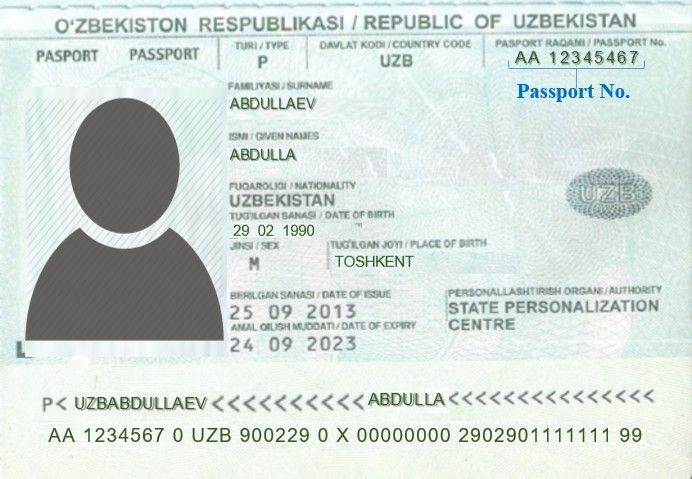 O'ZBEKISTON RESPUBLIKASI / REPUBLIC OF UZBEKISTAN
PASPORT PASSPORT
TURI / TYPE
P
DAVLAT KODI / COUNTRY CODE
UZB
PASPORT RAQAMI / PASSPORT No.
AA 12345467
Passport No.
FAMILIYASI / SURNAME
ABDULLAEV
ISMI / GIVEN NAMES
ABDULLA
FUQAROLIGI / NATIONALITY
UZBEKISTAN
UZB
TUG'ILGAN SANASI / DATE OF BIRTH
29 02 1990
JINSI / SEX
M
TUG'ILGAN JOYI / PLACE OF BIRTH
TOSHKENT
BERILGAN SANASI / DATE OF ISSUE
25 09 2013
PERSONALLASHTIRISH ORGANI / AUTHORITY
STATE PERSONALIZATION
CENTRE
AMAL QILISH MUDDATI / DATE OF EXPIRY
24 09 2023
P< UZBABDULLAEV <<<<<<<<<< ABDULLA <<<<<<<<<<<<<<
AA 1234567 0 UZB 900229 0 X 00000000 2902901111111 99